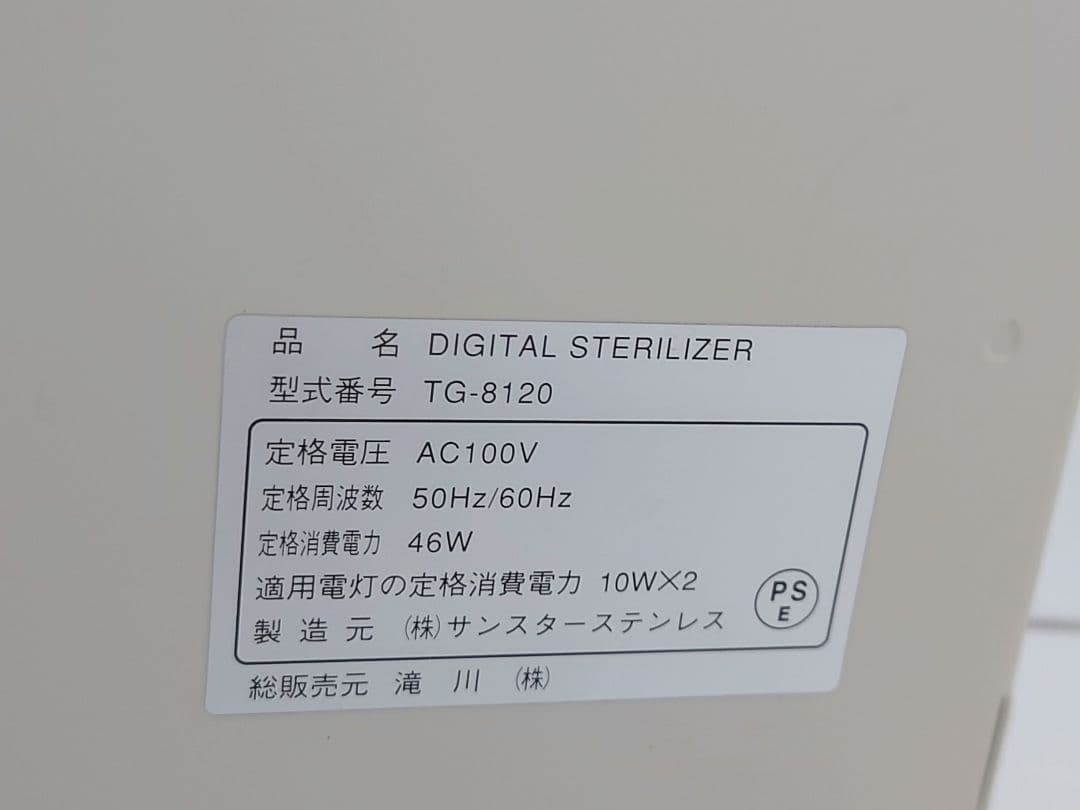 品 名 DIGITAL STERILIZER
型式番号 TG-8120
定格電圧 AC100V
定格周波数 50Hz/60Hz
定格消費電力 46W
適用電灯の定格消費電力 10W×2
製造元 (株)サンスターステンレス
PS
E
総販売元 滝川 (株)